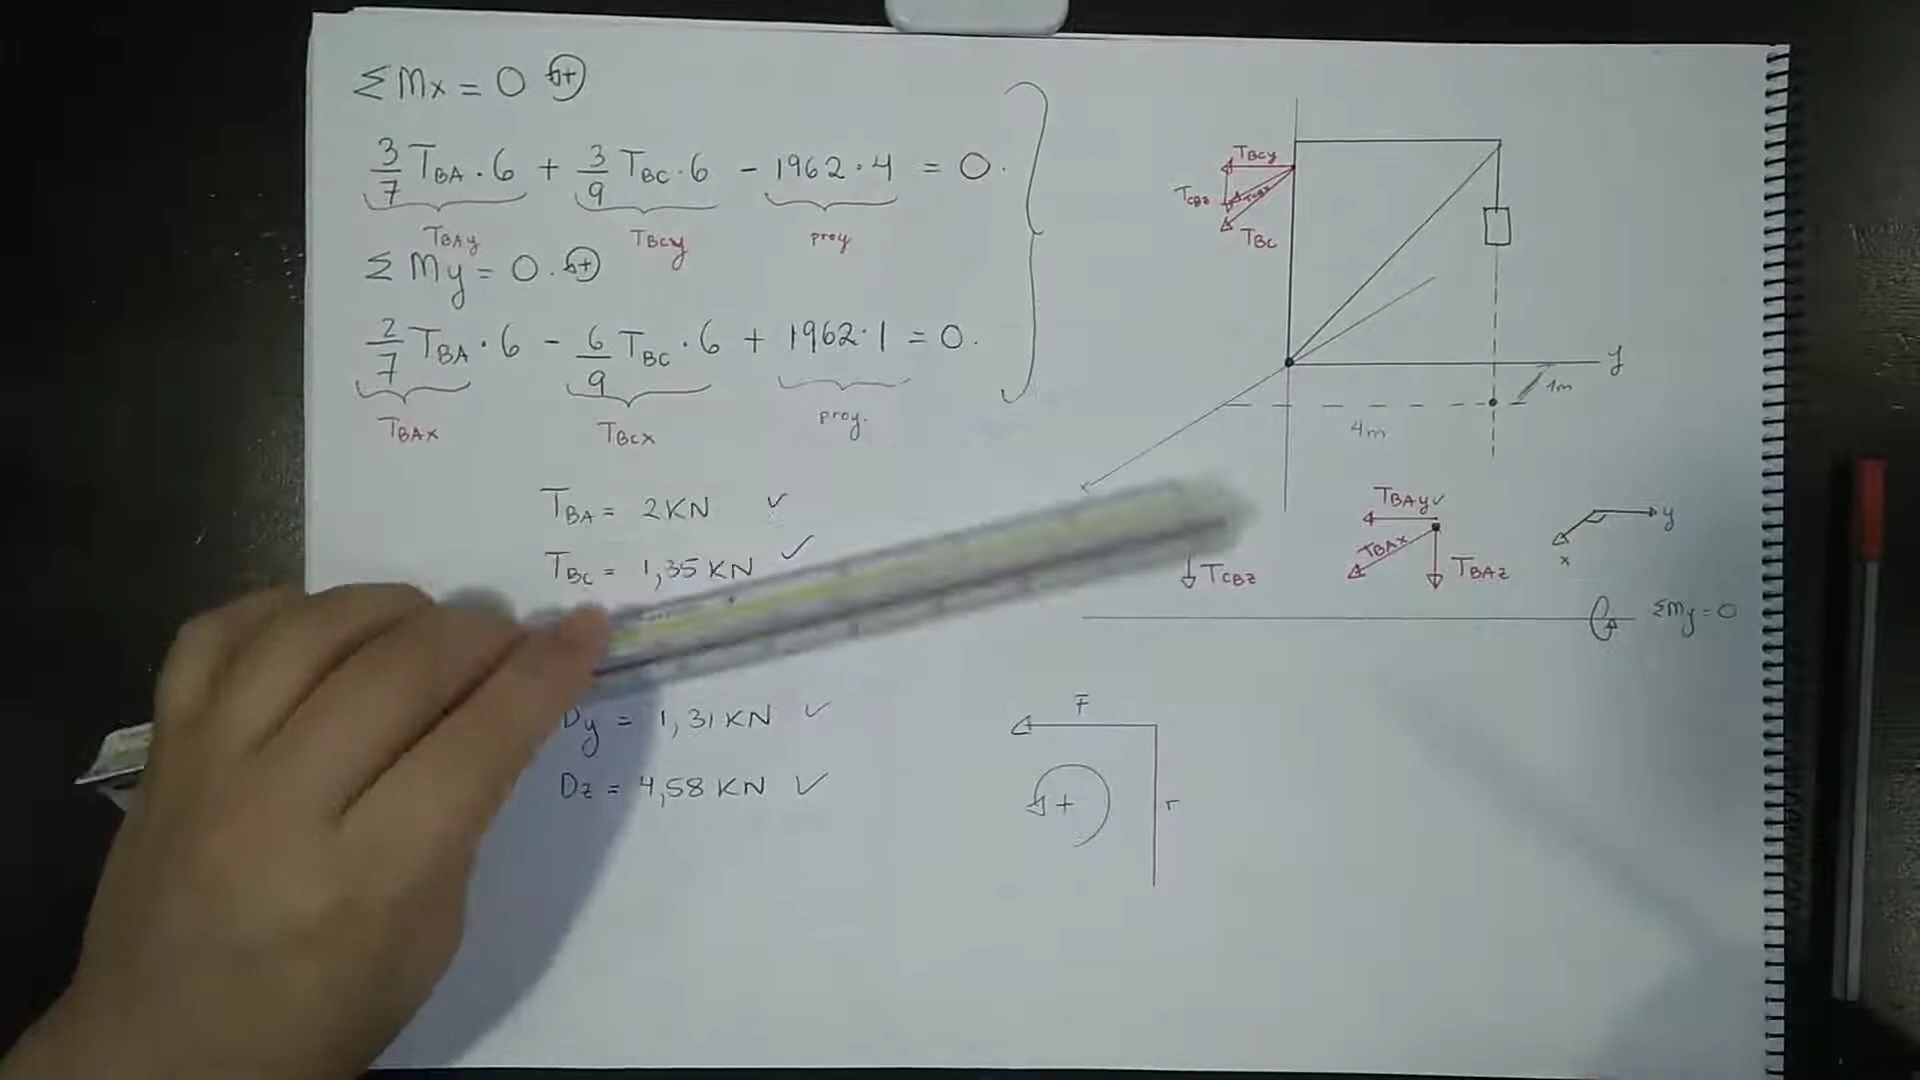 ΣMx = 0 ↺+
3/7 TBA · 6 + 3/9 TBC · 6 - 1962 · 4 = 0.
TBAy TBCy proy
ΣMy = 0. ↺+
2/7 TBA · 6 - 6/9 TBC · 6 + 1962 · 1 = 0.
TBAx TBCx proy.
TBA = 2KN ✓
TBC = 1,35 KN ✓
Dy = 1,31 KN ✓
Dz = 4,58 KN ✓
TBCy
TCBZ
TBC
y
1m
4m
TBAy✓
TBAX
TBAZ
y
x
TCBZ
ΣMy = 0
F
+
r